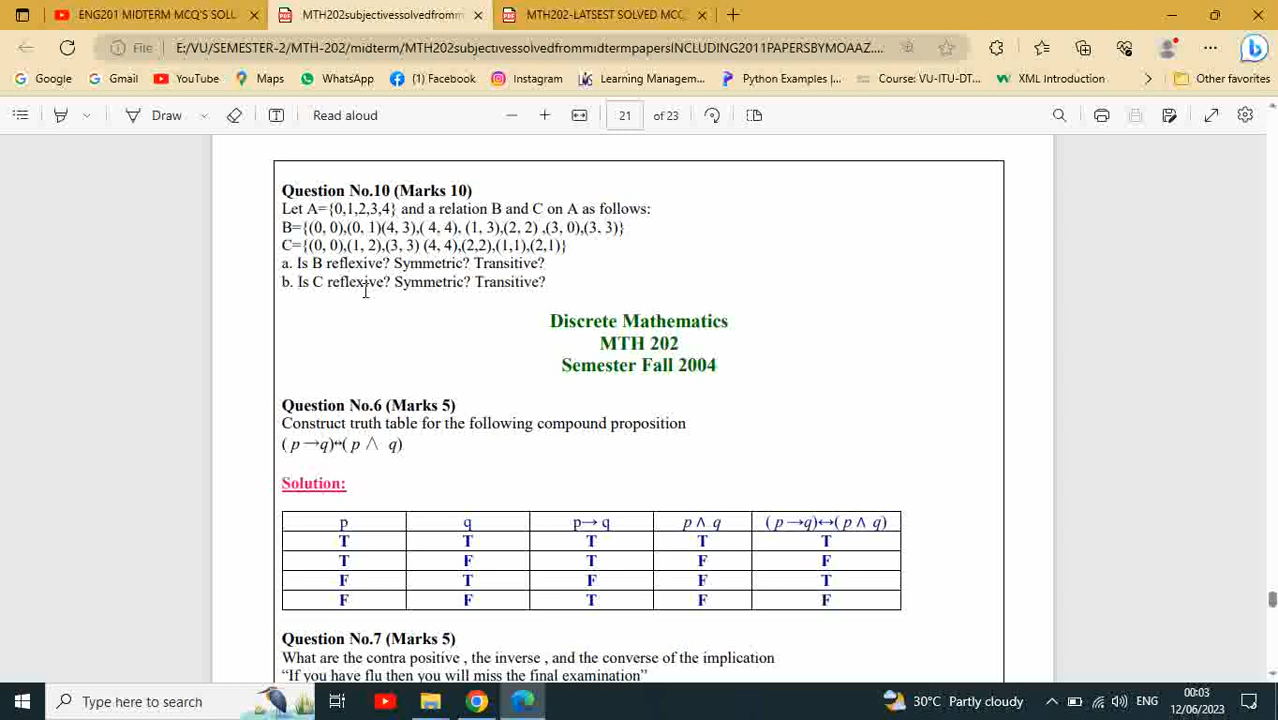 ENG201 MIDTERM MCQ'S SOLU
MTH202subjectivessolvedfrommi
MTH202-LATSEST SOLVED MCQ
File
E:/VU/SEMESTER-2/MTH-202/midterm/MTH202subjectivessolvedfrommidtermpapersINCLUDING2011PAPERSBYMOAAZ....
Google
Gmail
YouTube
Maps
WhatsApp
(1) Facebook
Instagram
Learning Managem...
Python Examples |...
Course: VU-ITU-DT...
XML Introduction
Other favorites
Draw
Read aloud
21
of 23
Question No.10 (Marks 10)
Let A={0,1,2,3,4} and a relation B and C on A as follows:
B={(0, 0),(0, 1)(4, 3),( 4, 4), (1, 3),(2, 2) ,(3, 0),(3, 3)}
C={(0, 0),(1, 2),(3, 3) (4, 4),(2,2),(1,1),(2,1)}
a. Is B reflexive? Symmetric? Transitive?
b. Is C reflexive? Symmetric? Transitive?
Discrete Mathematics
MTH 202
Semester Fall 2004
Question No.6 (Marks 5)
Construct truth table for the following compound proposition
( p →q)↔( p ∧ q)
Solution:
p q p→ q p ∧ q ( p →q)↔( p ∧ q)
T T T T T
T F T F F
F T F F T
F F T F F
Question No.7 (Marks 5)
What are the contra positive , the inverse , and the converse of the implication
“If you have flu then you will miss the final examination”
Type here to search
30°C Partly cloudy
ENG
00:03
12/06/2023